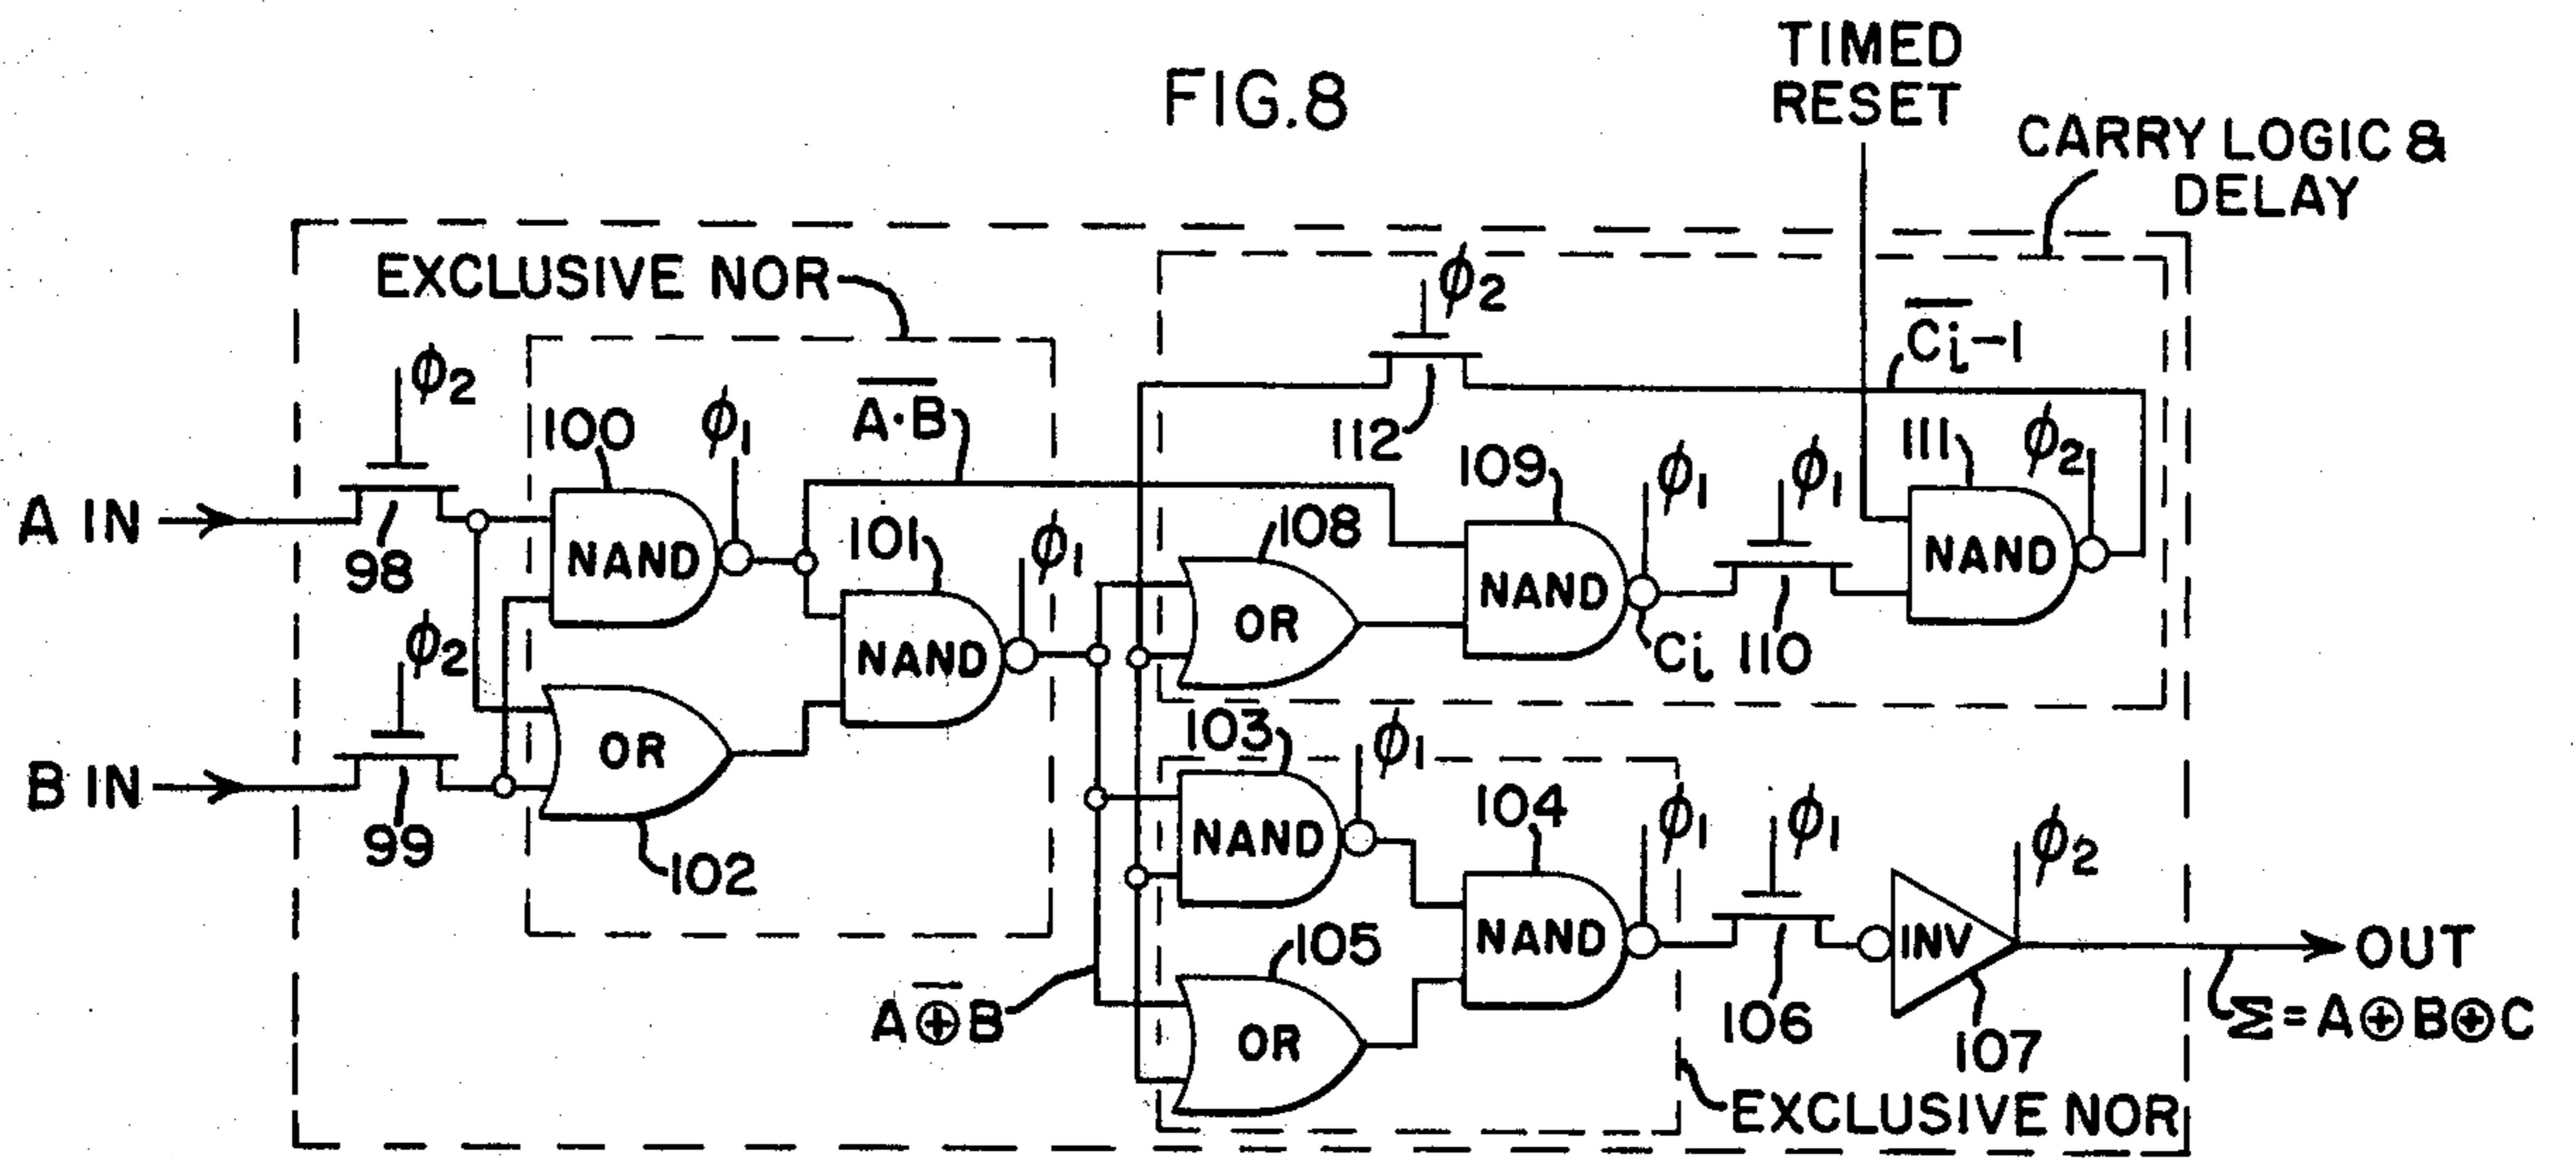 FIG.8
TIMED
RESET
CARRY LOGIC &
DELAY
EXCLUSIVE NOR
ϕ2
C̅i̅-1
ϕ2
100
ϕ1
A̅·̅B̅
112
109
ϕ1
ϕ1
111
ϕ2
A IN
98
NAND
101
ϕ1
108
NAND
NAND
ϕ2
NAND
OR
Ci
110
B IN
99
OR
102
103
ϕ1
NAND
104
ϕ1
ϕ1
ϕ2
105
NAND
INV
OUT
A⊕̅B
OR
106
107
Σ=A⊕B⊕C
EXCLUSIVE NOR